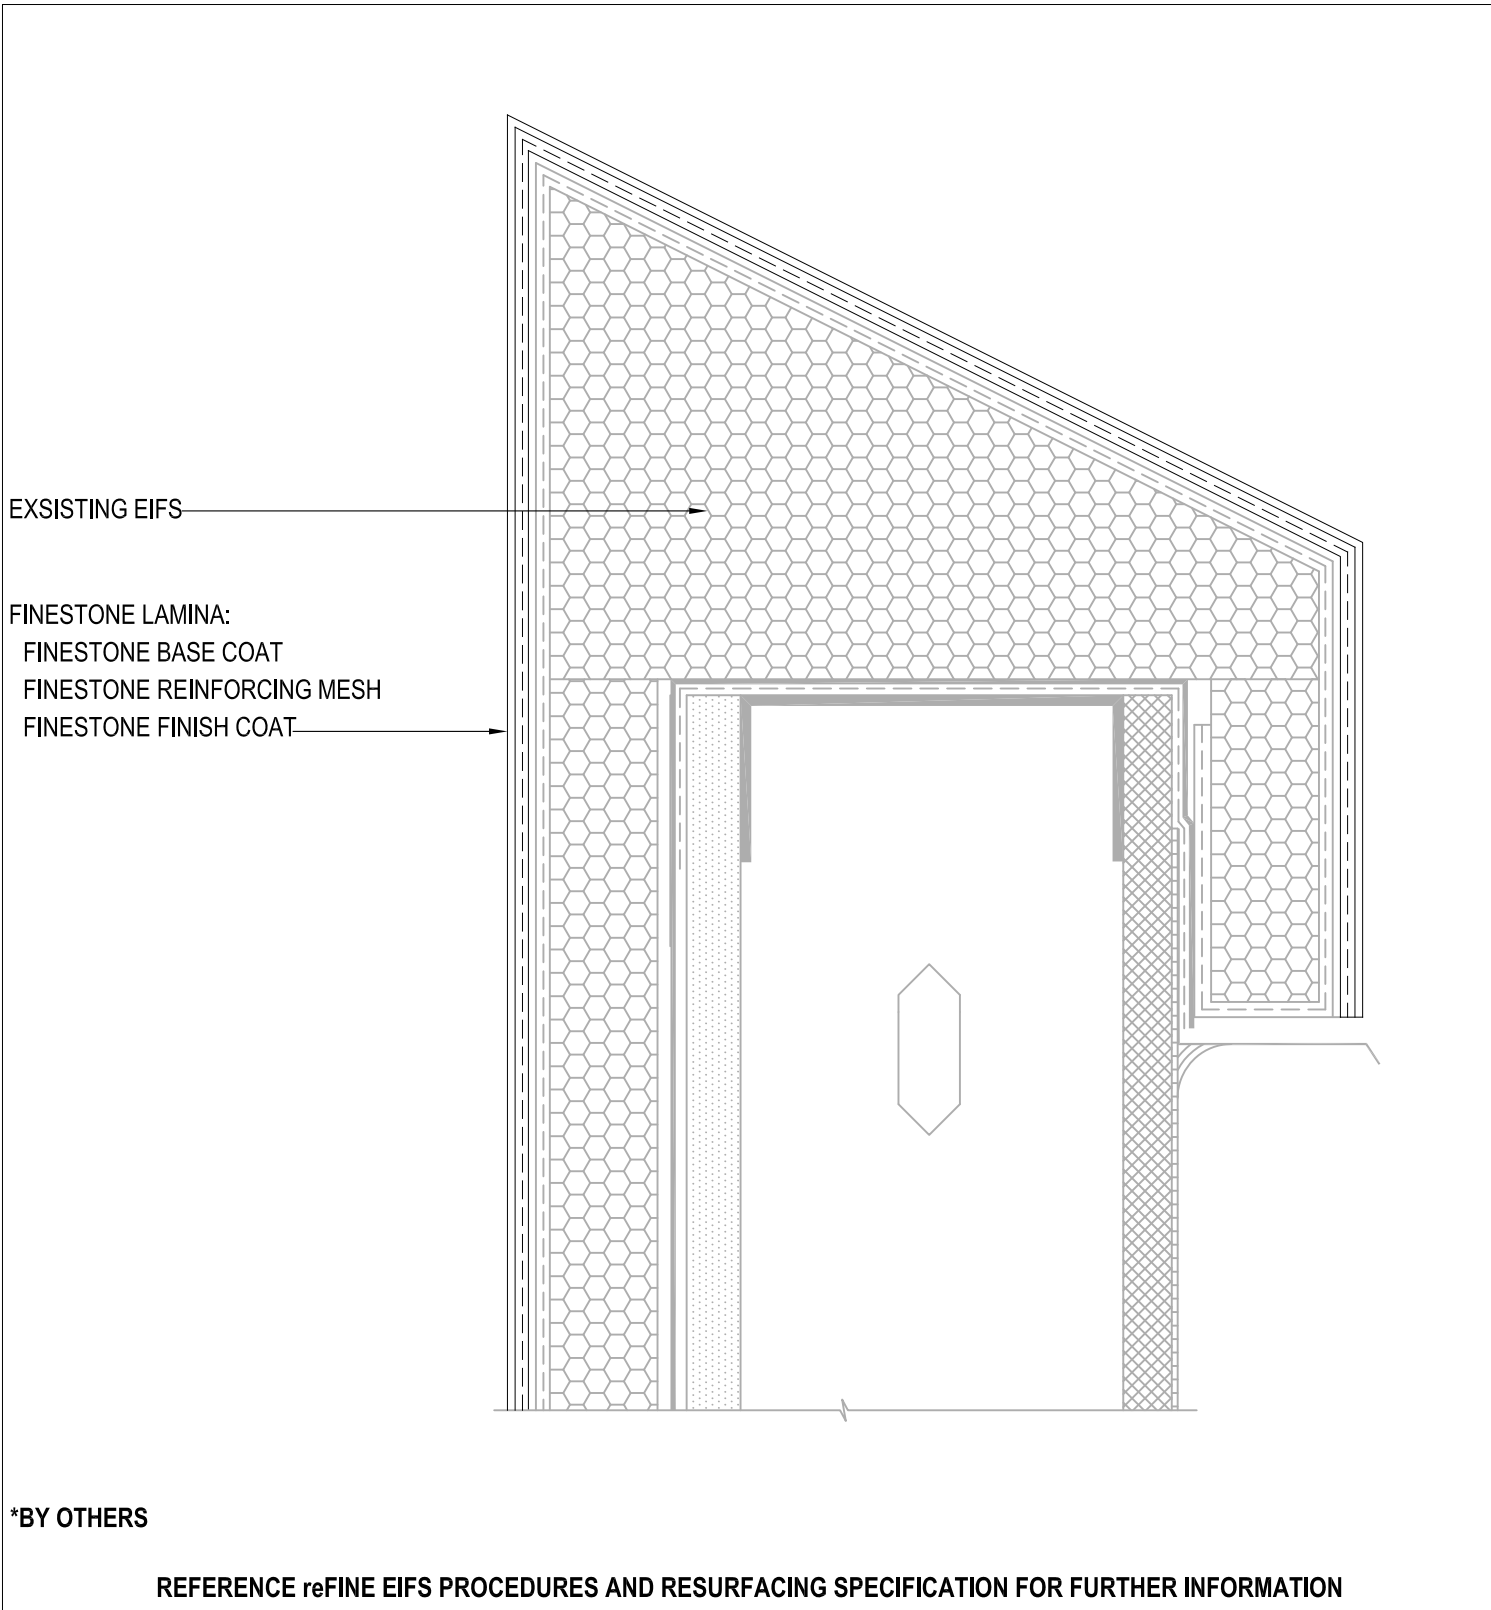 EXSISTING EIFS
FINESTONE LAMINA:
FINESTONE BASE COAT
FINESTONE REINFORCING MESH
FINESTONE FINISH COAT
*BY OTHERS
REFERENCE reFINE EIFS PROCEDURES AND RESURFACING SPECIFICATION FOR FURTHER INFORMATION